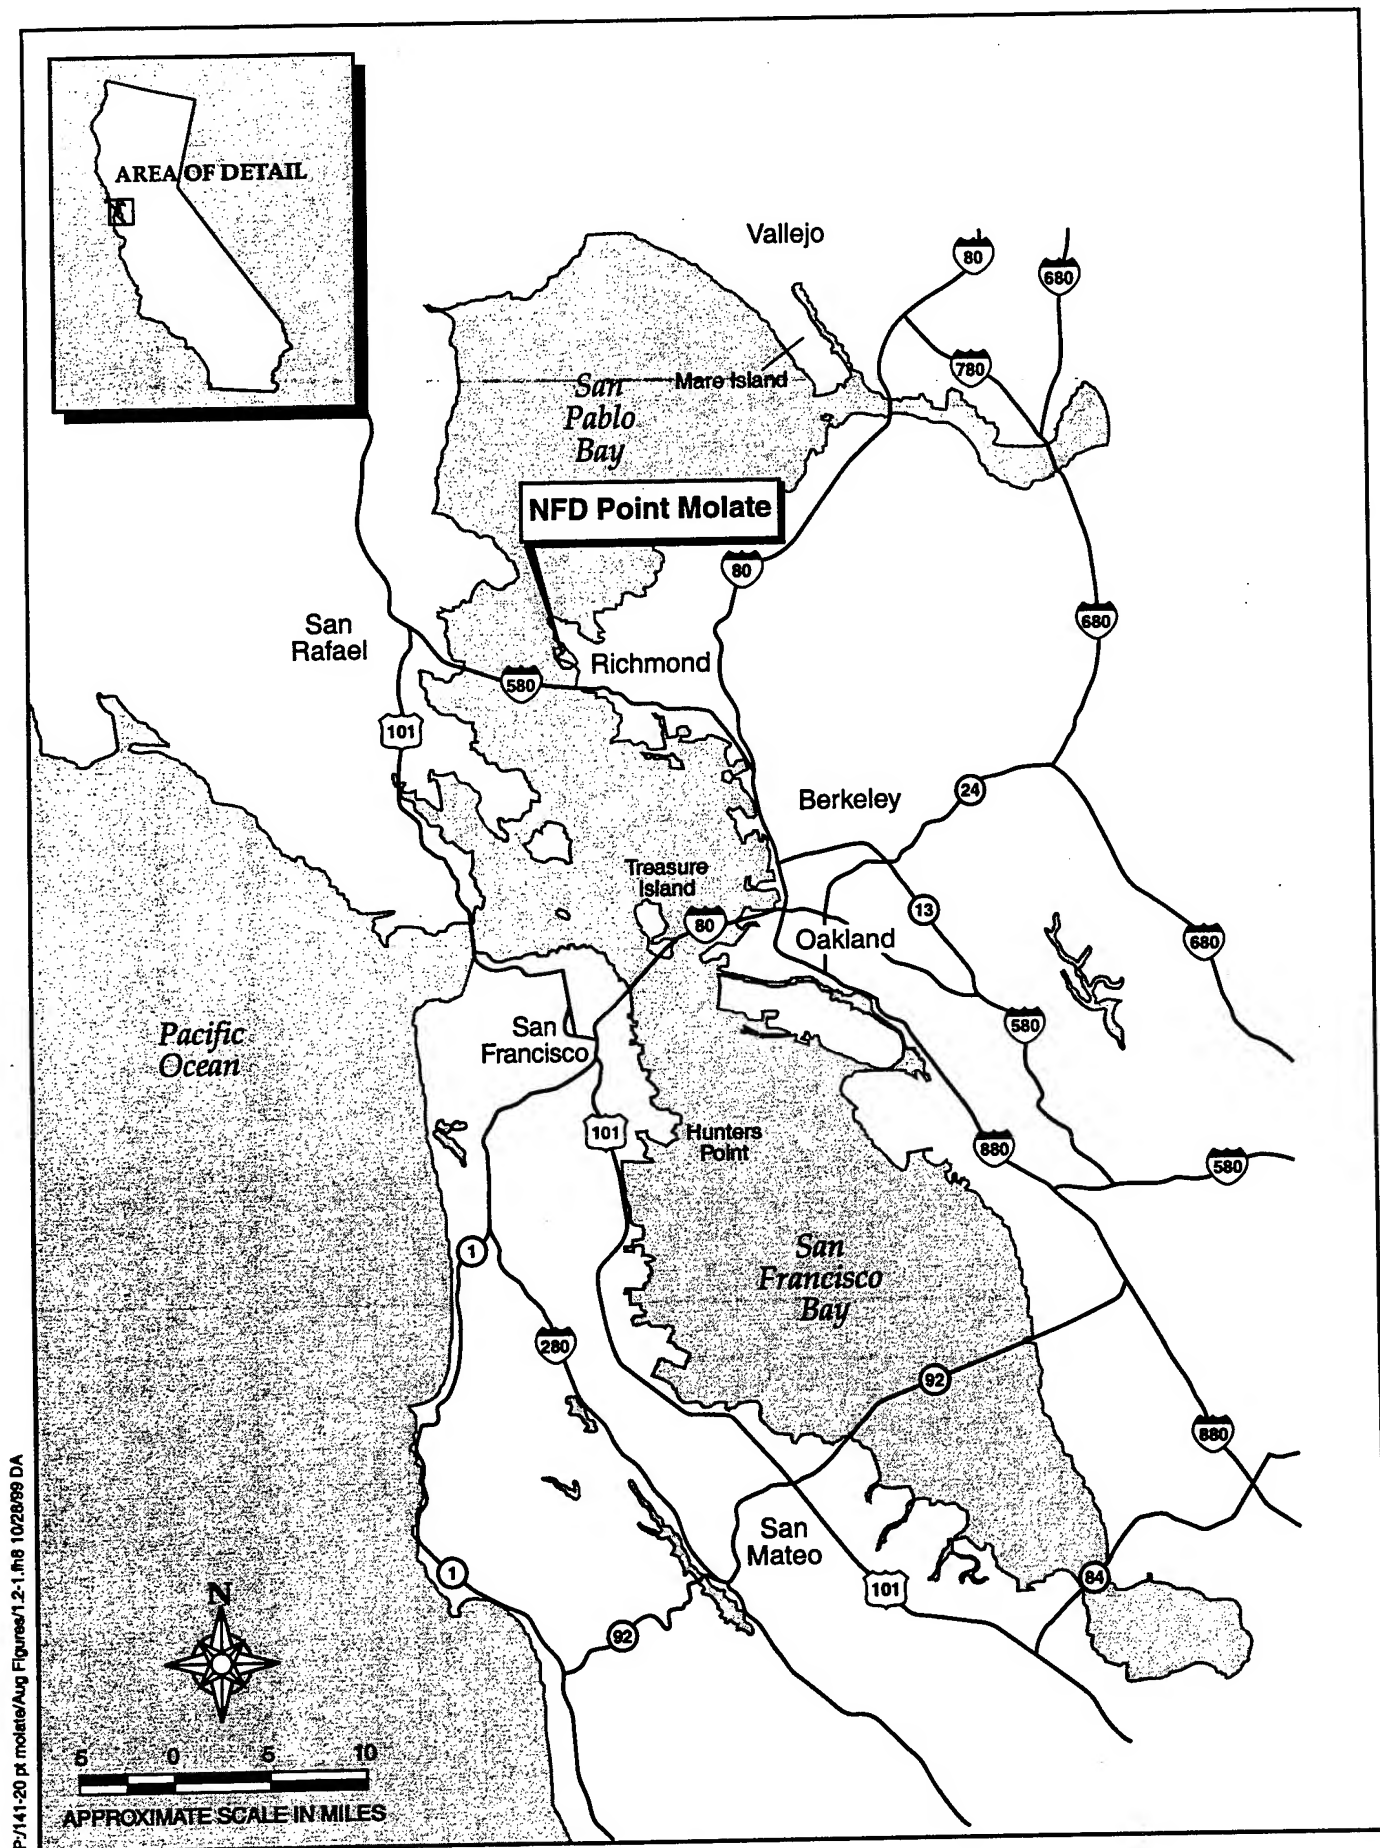 AREA OF DETAIL
Vallejo
80
680
780
Mare Island
San
Pablo
Bay
NFD Point Molate
80
680
San
Rafael
Richmond
580
101
Berkeley
24
Treasure
Island
80
13
Oakland
680
Pacific
Ocean
San
Francisco
580
101
Hunters
Point
880
580
1
San
Francisco
Bay
280
92
880
San
Mateo
1
101
84
92
N
5 0 5 10
APPROXIMATE SCALE IN MILES
P:/141-20 pt molate/Aug Figures/1.2-1.fh8 10/28/99 DA